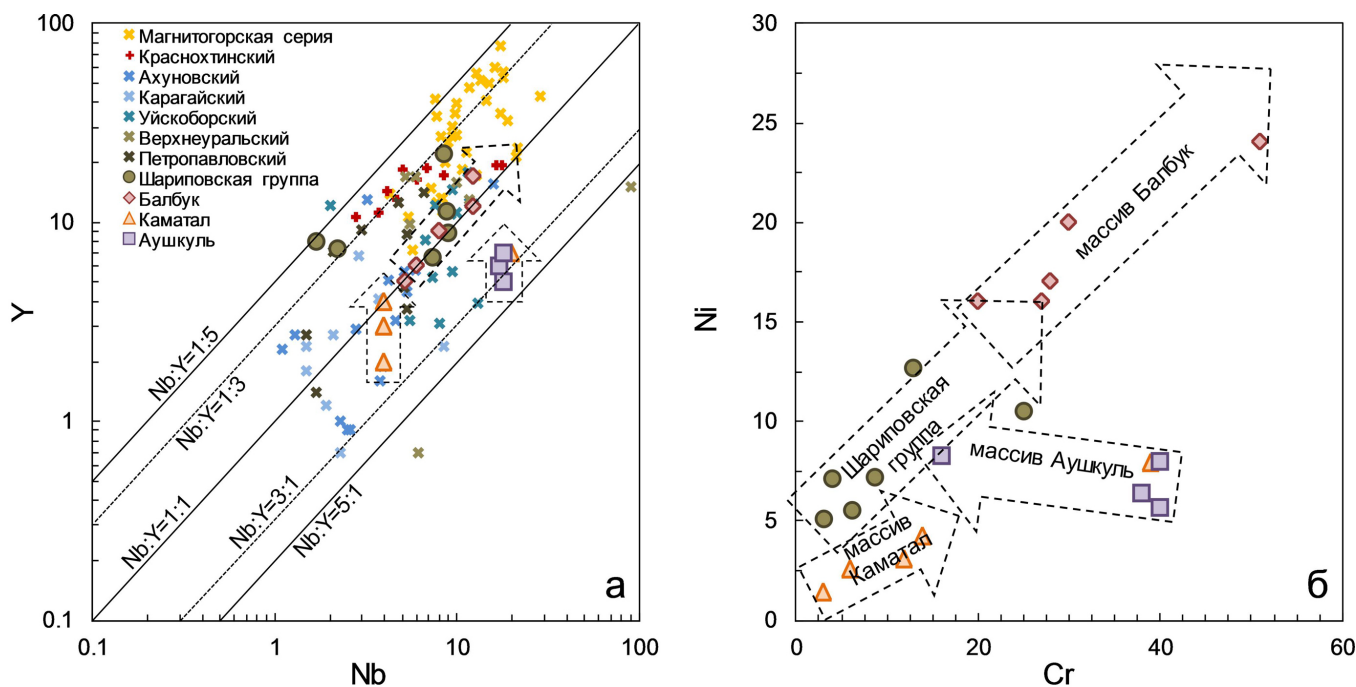 100
10
1
0.1
Y
0.1
1
10
100
Nb
Магнитогорская серия
Краснохтинский
Ахуновский
Карагайский
Уйскоборский
Верхнеуральский
Петропавловский
Шариповская группа
Балбук
Каматал
Аушкуль
Nb:Y=1:5
Nb:Y=1:3
Nb:Y=1:1
Nb:Y=3:1
Nb:Y=5:1
а
30
25
20
15
10
5
0
Ni
0
20
40
60
Cr
массив Балбук
Шариповская
группа
массив Аушкуль
массив
Каматал
б